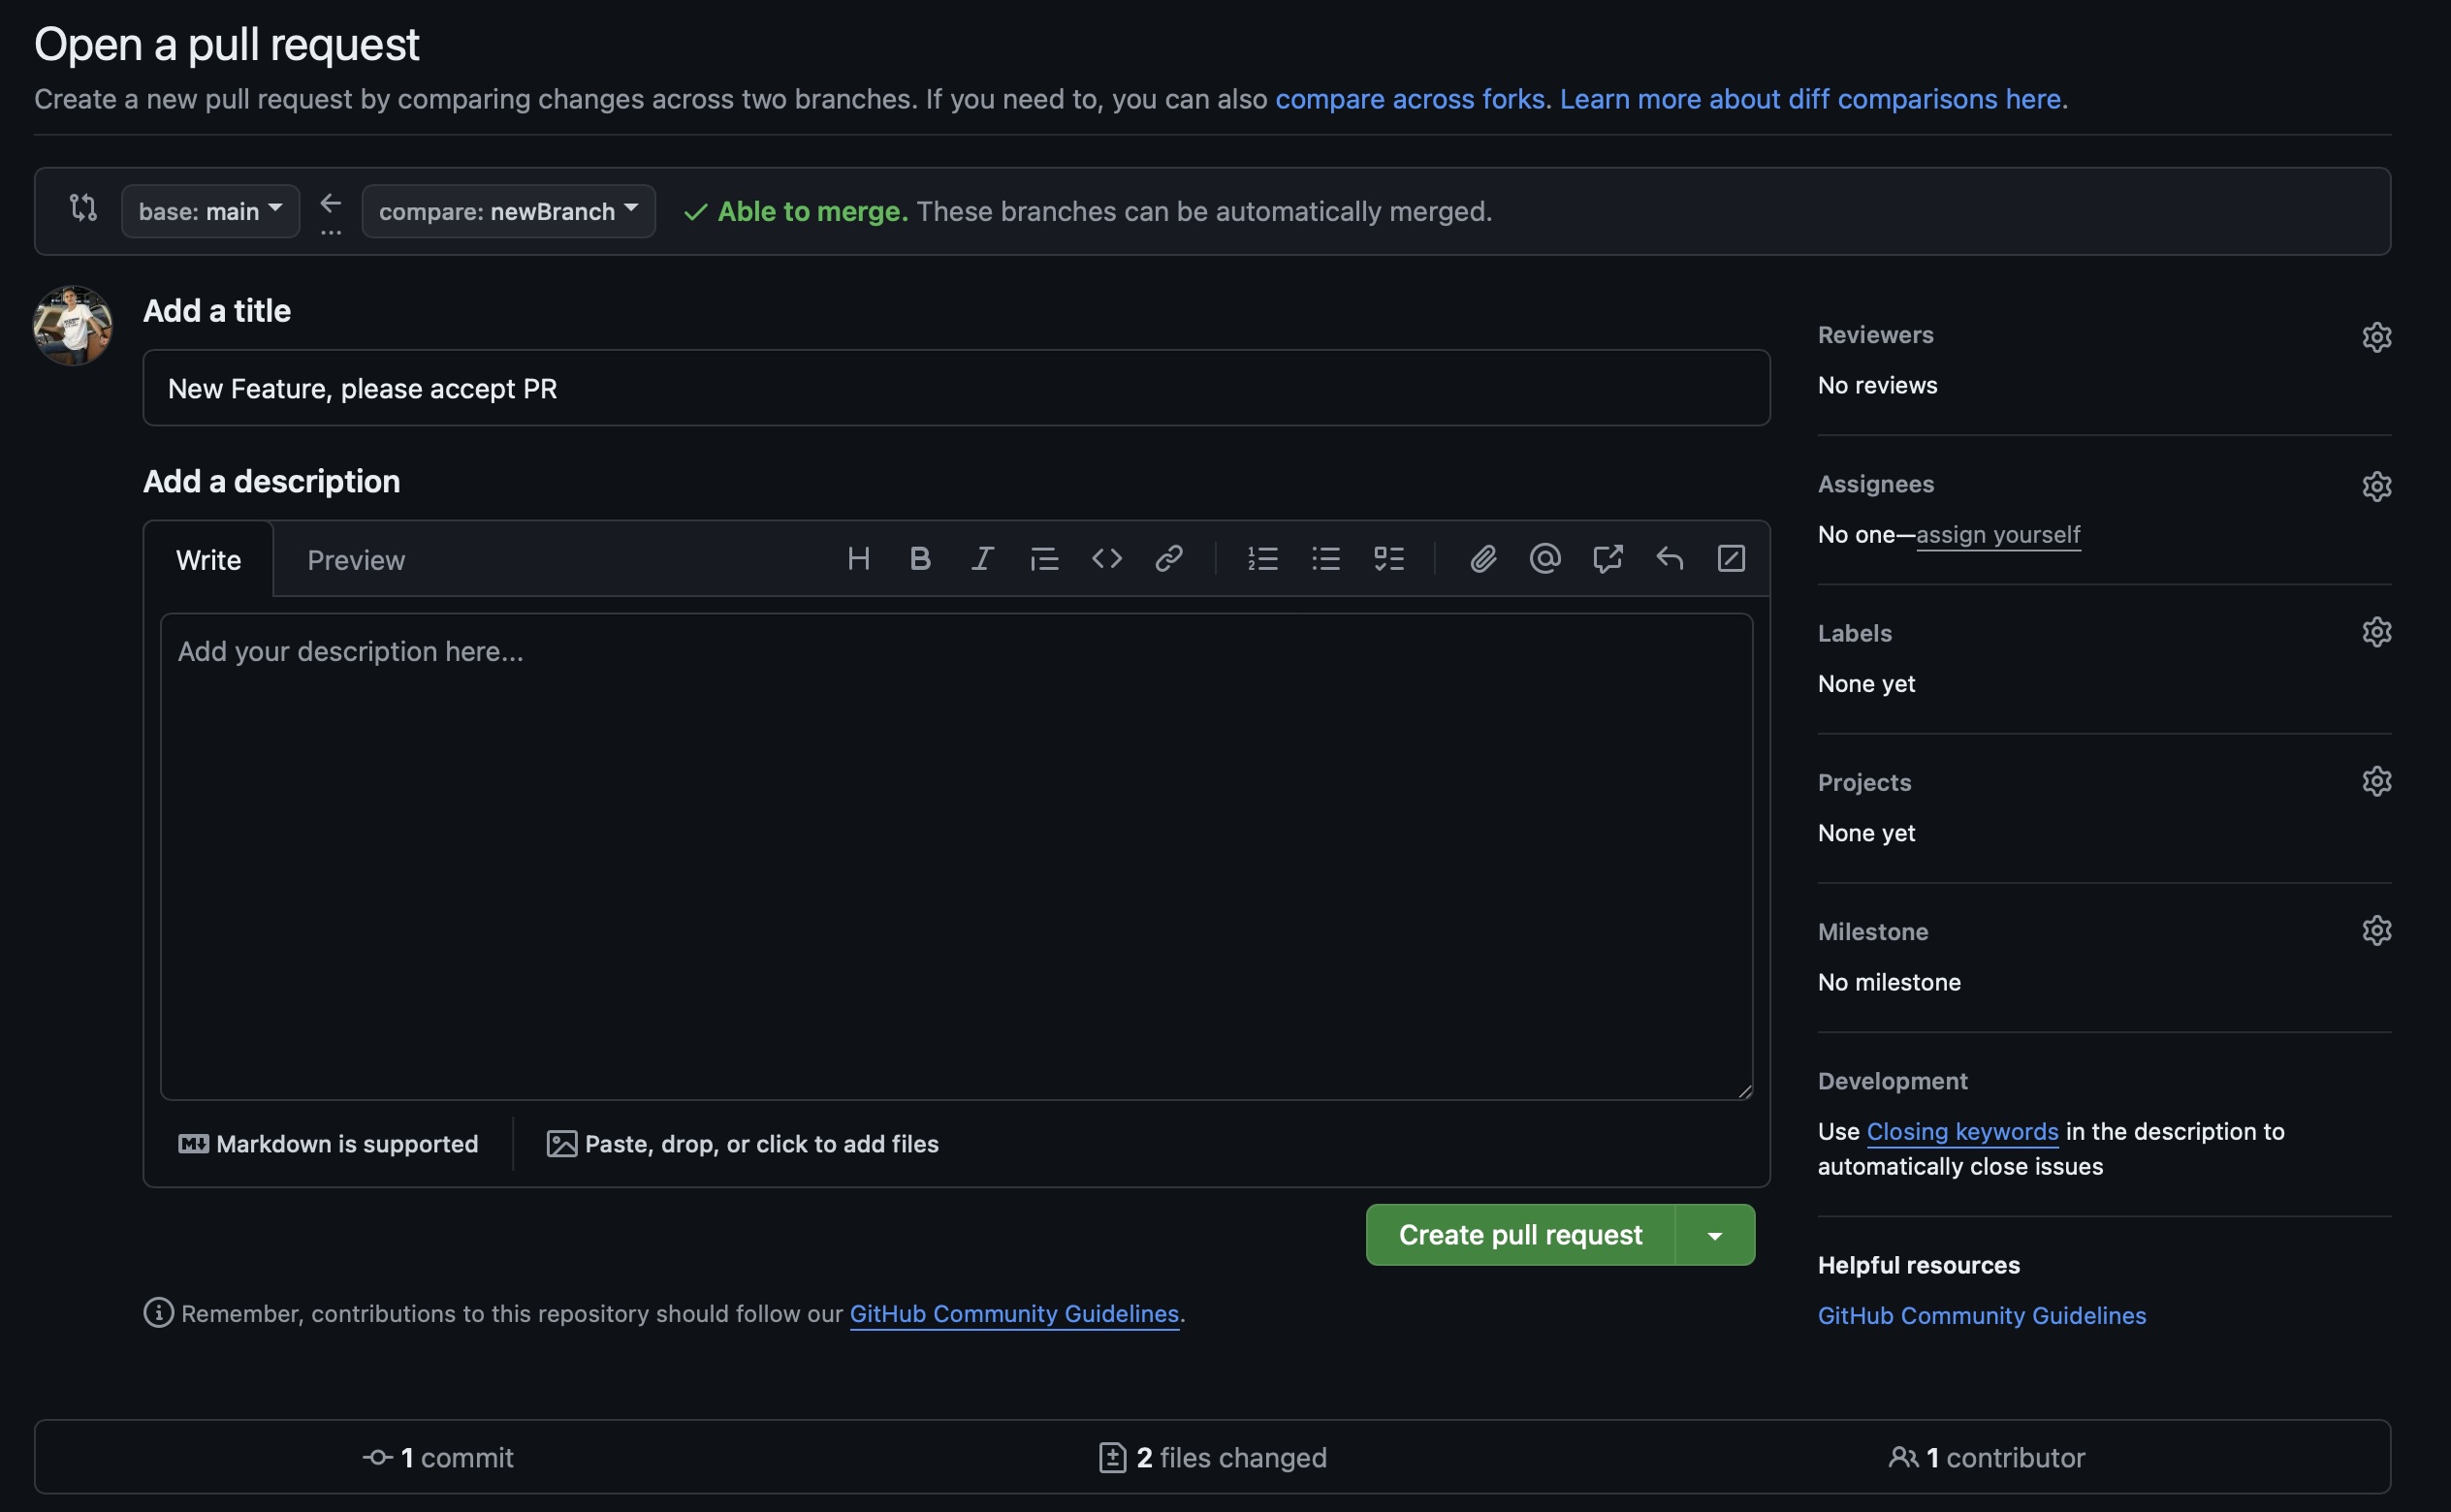 Open a pull request
Create a new pull request by comparing changes across two branches. If you need to, you can also compare across forks. Learn more about diff comparisons here.
base: main
...
compare: newBranch
Able to merge. These branches can be automatically merged.
Add a title
New Feature, please accept PR
Add a description
Write
Preview
Add your description here...
Markdown is supported
Paste, drop, or click to add files
Create pull request
Remember, contributions to this repository should follow our GitHub Community Guidelines.
Reviewers
No reviews
Assignees
No one—assign yourself
Labels
None yet
Projects
None yet
Milestone
No milestone
Development
Use Closing keywords in the description to
automatically close issues
Helpful resources
GitHub Community Guidelines
1 commit
2 files changed
1 contributor